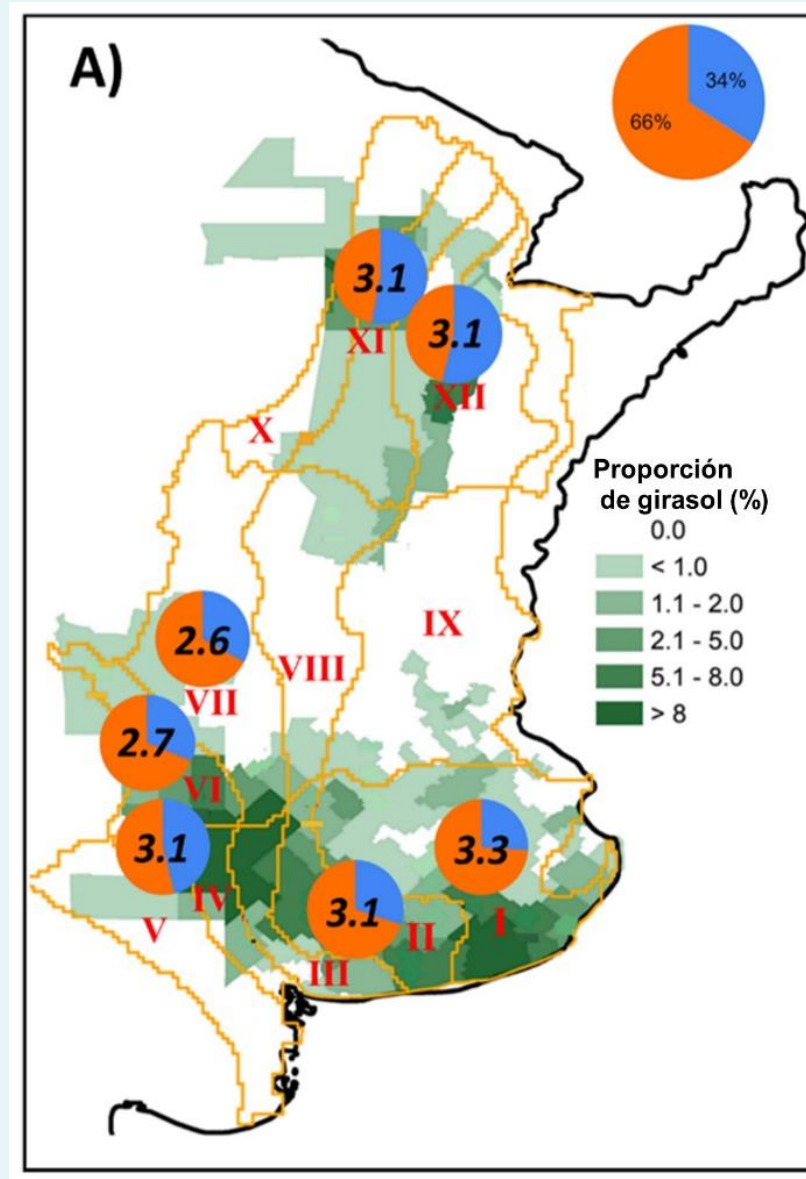 A)
34%
66%
3.1
3.1
XI
XII
X
Proporción
de girasol (%)
0.0
< 1.0
1.1 - 2.0
2.1 - 5.0
5.1 - 8.0
> 8
IX
2.6
VIII
VII
2.7
VI
3.1
3.3
IV
3.1
V
II
I
III